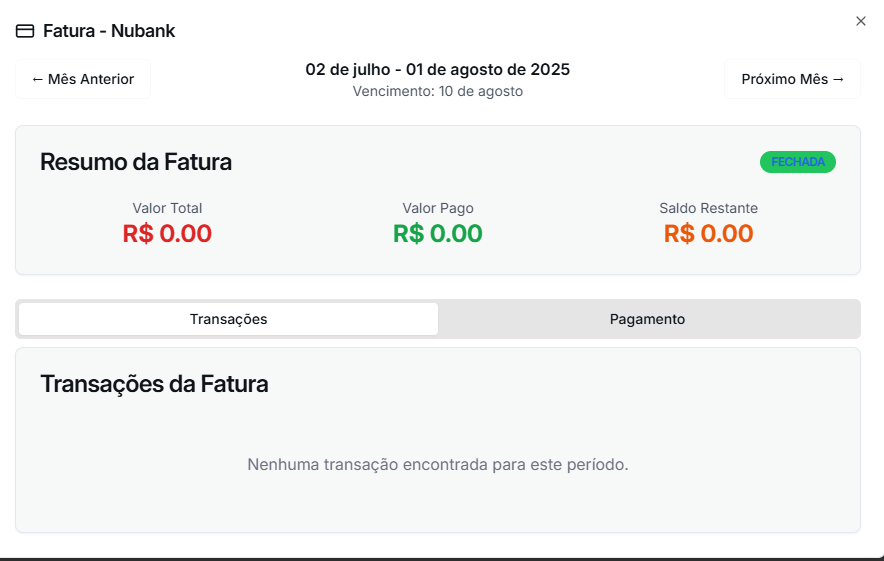 Fatura - Nubank
← Mês Anterior
02 de julho - 01 de agosto de 2025
Vencimento: 10 de agosto
Próximo Mês →
Resumo da Fatura
FECHADA
Valor Total
R$ 0.00
Valor Pago
R$ 0.00
Saldo Restante
R$ 0.00
Transações
Pagamento
Transações da Fatura
Nenhuma transação encontrada para este período.